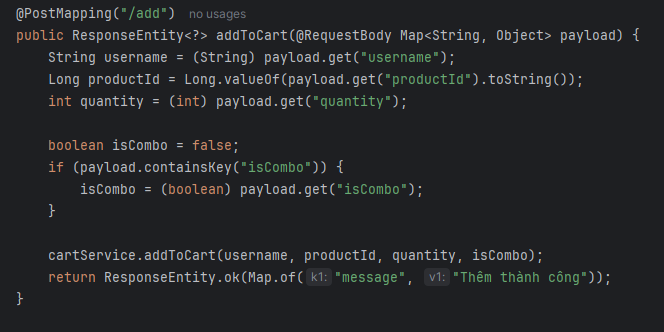 @PostMapping("/add") no usages
public ResponseEntity<?> addToCart(@RequestBody Map<String, Object> payload) {
    String username = (String) payload.get("username");
    Long productId = Long.valueOf(payload.get("productId").toString());
    int quantity = (int) payload.get("quantity");

    boolean isCombo = false;
    if (payload.containsKey("isCombo")) {
        isCombo = (boolean) payload.get("isCombo");
    }

    cartService.addToCart(username, productId, quantity, isCombo);
    return ResponseEntity.ok(Map.of( k1: "message", v1: "Thêm thành công"));
}